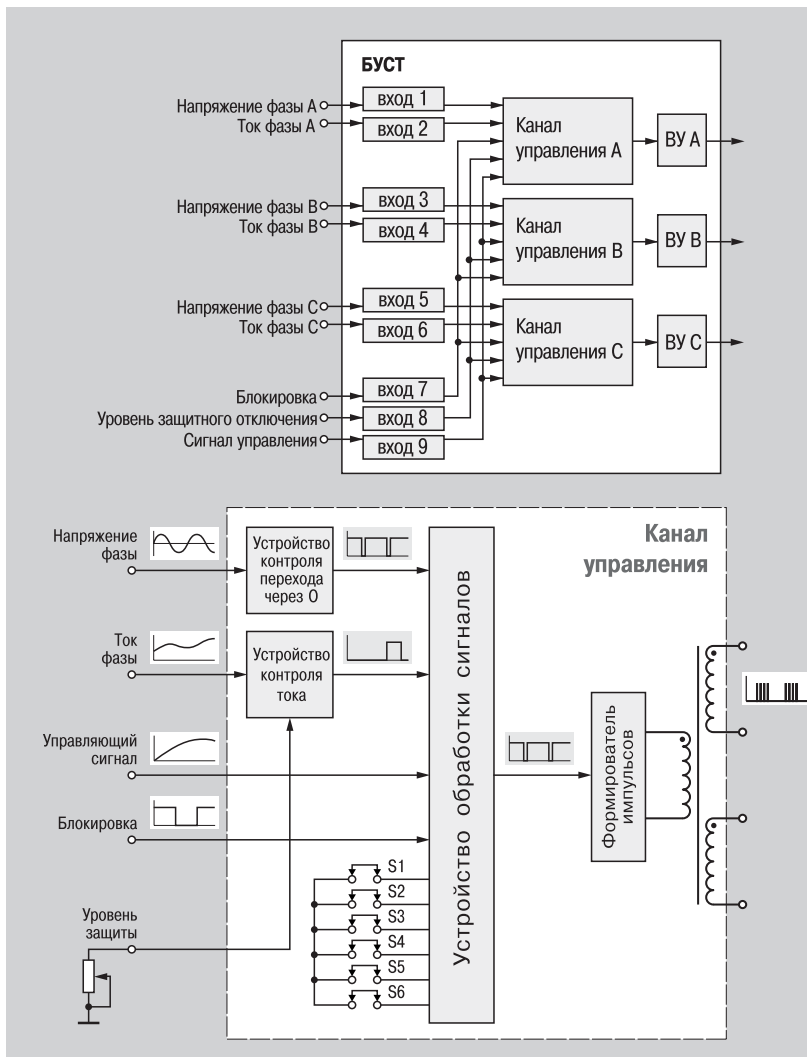 БУСТ
Напряжение фазы А
вход 1
Ток фазы А
вход 2
Канал
управления А
ВУ А
Напряжение фазы В
вход 3
Ток фазы В
вход 4
Канал
управления В
ВУ В
Напряжение фазы С
вход 5
Ток фазы С
вход 6
Канал
управления С
ВУ С
Блокировка
вход 7
Уровень защитного отключения
вход 8
Сигнал управления
вход 9
Канал
управления
Напряжение
фазы
Устройство
контроля
перехода
через 0
Ток
фазы
Устройство
контроля
тока
Управляющий
сигнал
Блокировка
Устройство обработки сигналов
Формирователь
импульсов
S1
S2
S3
S4
S5
S6
Уровень
защиты